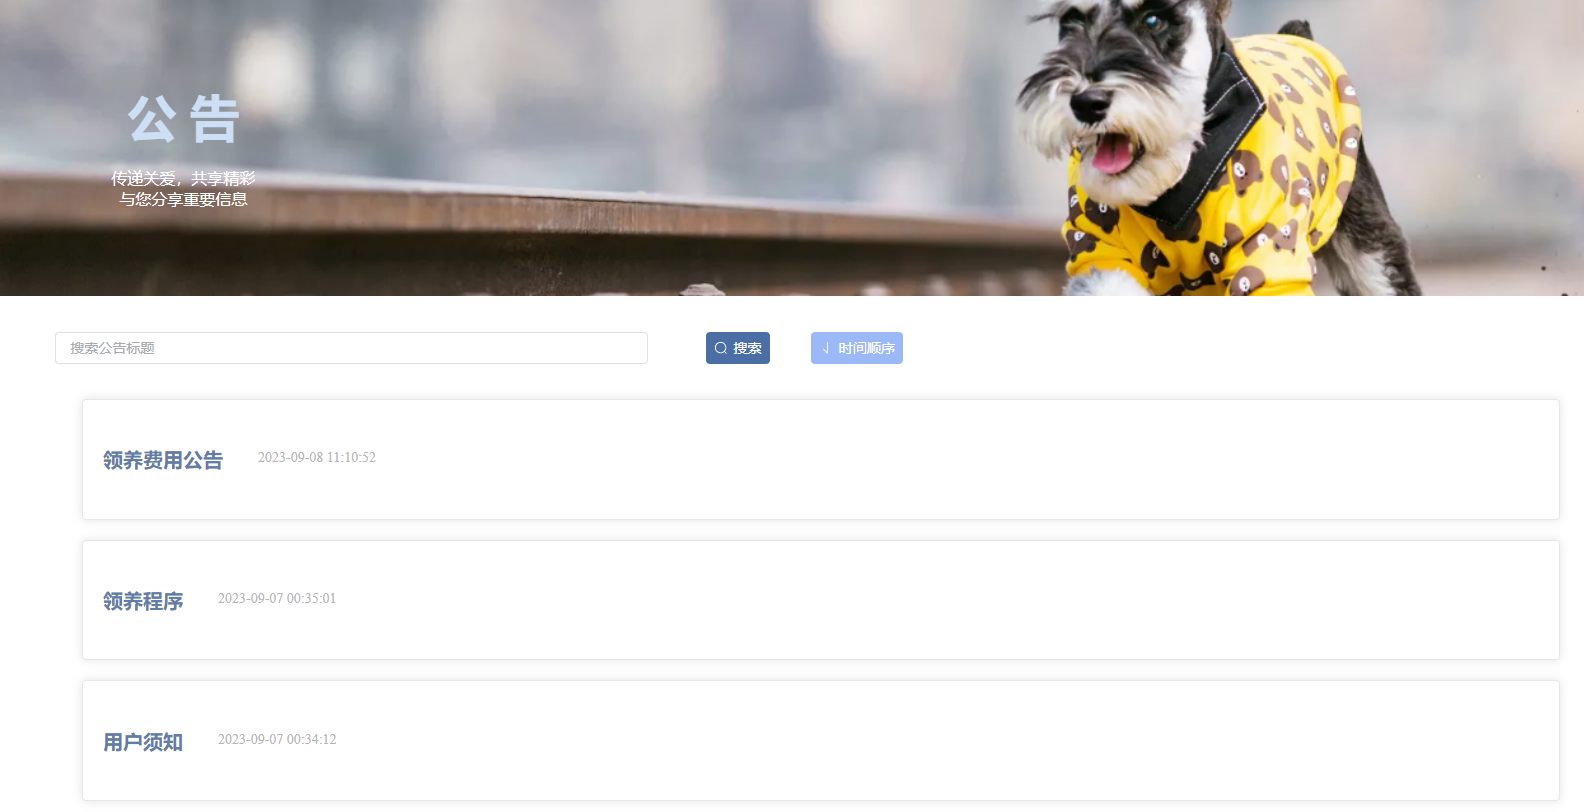 公告
传递关爱，共享精彩
与您分享重要信息
搜索公告标题
搜索
时间顺序
领养费用公告 2023-09-08 11:10:52
领养程序 2023-09-07 00:35:01
用户须知 2023-09-07 00:34:12